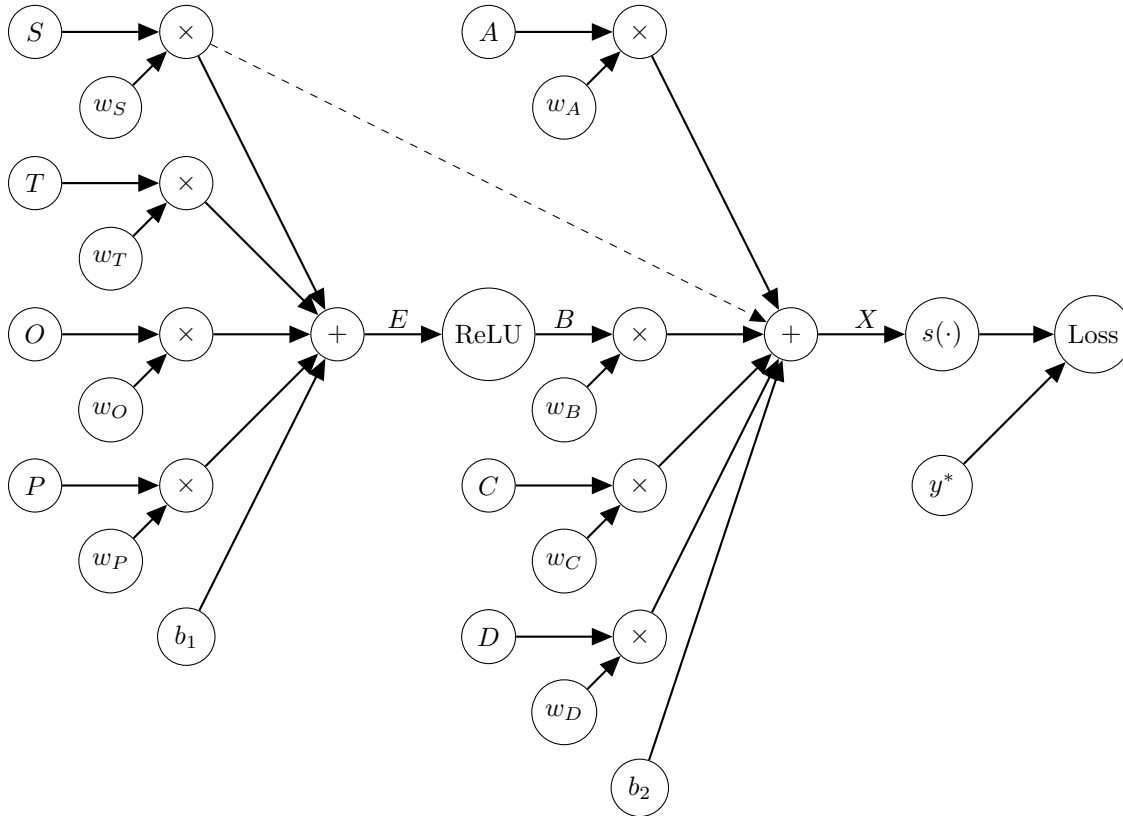 S × A ×
w_S w_A
T ×
w_T
O × + E ReLU B × + X s(·) Loss
w_O w_B
P × C × y*
w_P w_C
b_1 D ×
w_D
b_2